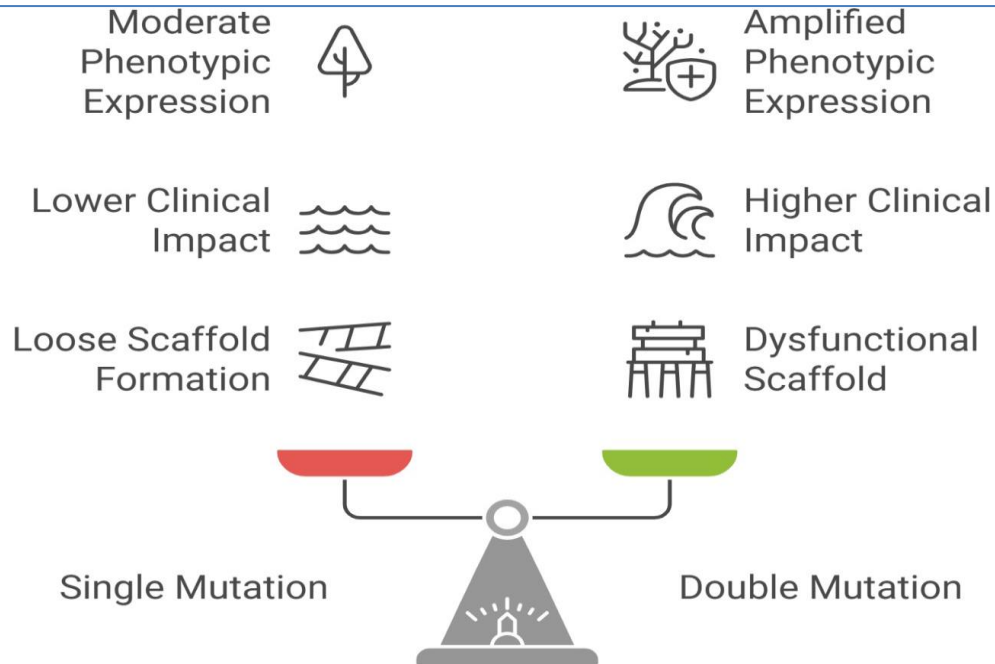 Moderate
Phenotypic
Expression
Amplified
Phenotypic
Expression
Lower Clinical
Impact
Higher Clinical
Impact
Loose Scaffold
Formation
Dysfunctional
Scaffold
Single Mutation
Double Mutation